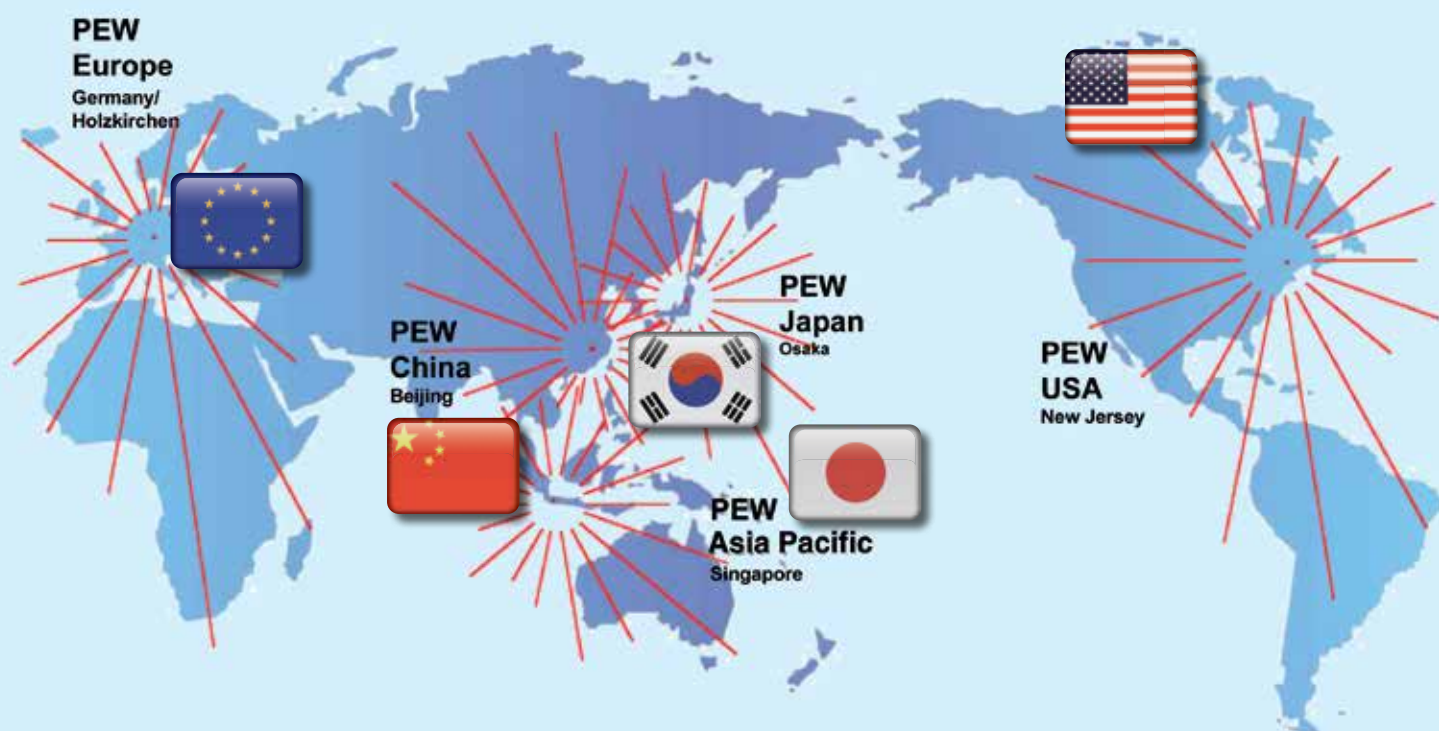 PEW
Europe
Germany/
Holzkirchen
PEW
China
Beijing
PEW
Japan
Osaka
PEW
Asia Pacific
Singapore
PEW
USA
New Jersey